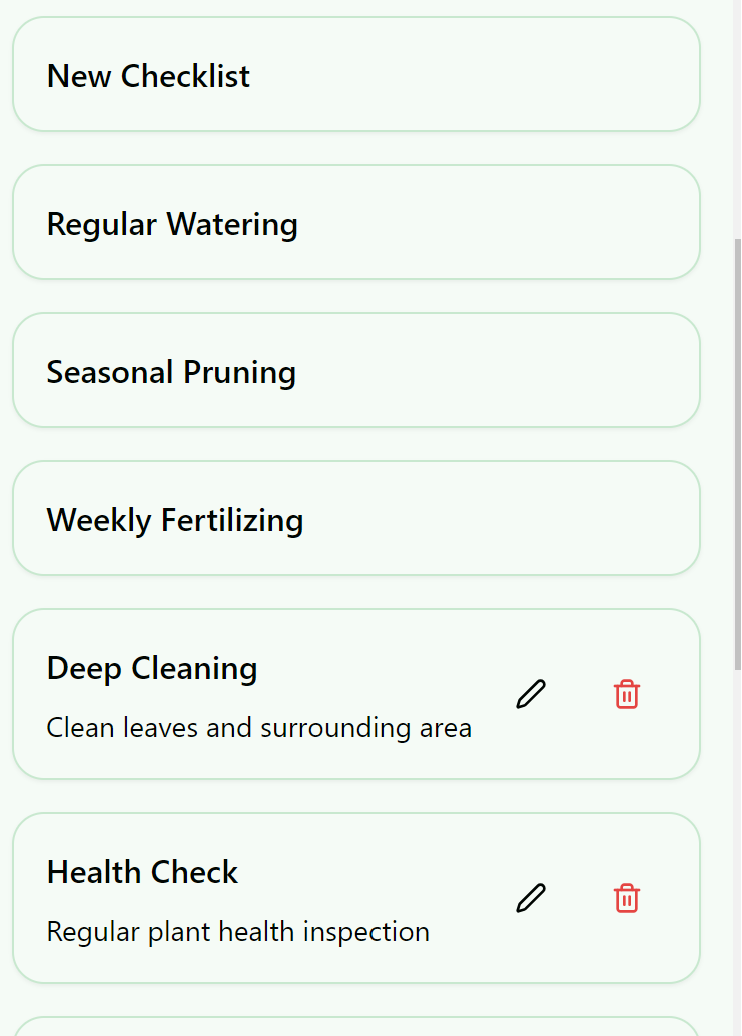 New Checklist
Regular Watering
Seasonal Pruning
Weekly Fertilizing
Deep Cleaning
Clean leaves and surrounding area
Health Check
Regular plant health inspection